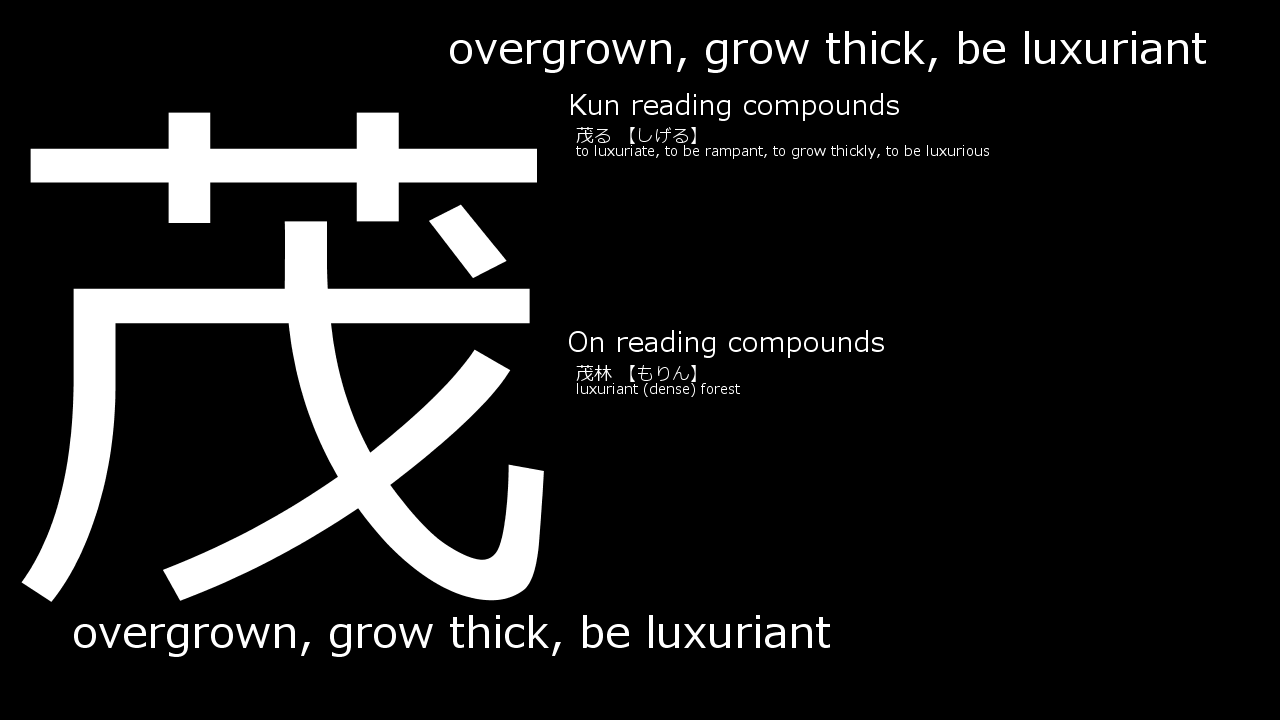 overgrown, grow thick, be luxuriant
茂
Kun reading compounds
茂る 【しげる】
to luxuriate, to be rampant, to grow thickly, to be luxurious
On reading compounds
茂林 【もりん】
luxuriant (dense) forest
overgrown, grow thick, be luxuriant